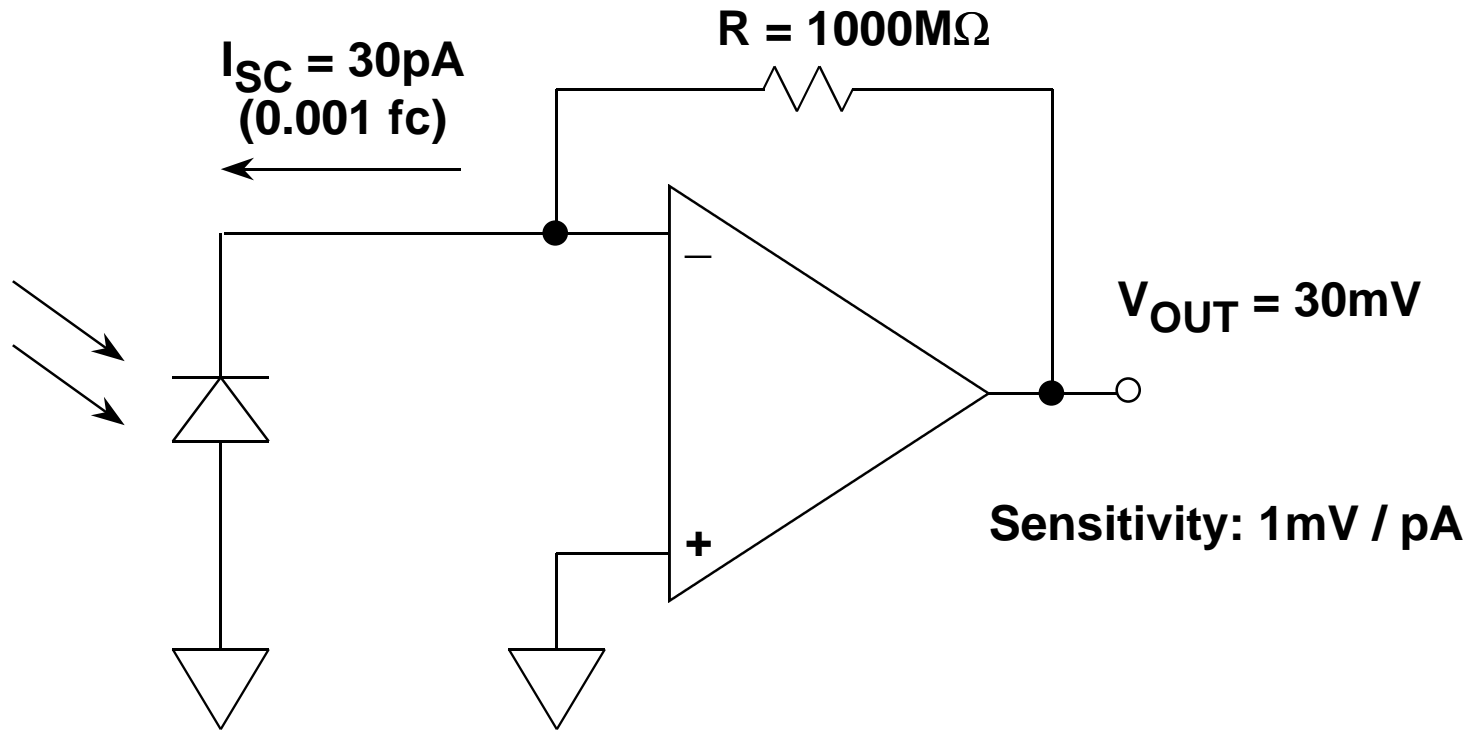 R = 1000MΩ
I_SC = 30pA
(0.001 fc)
–
V_OUT = 30mV
Sensitivity: 1mV / pA
+